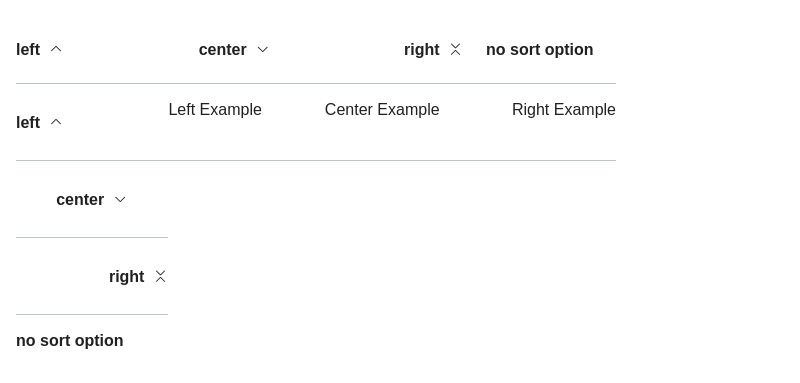 left center right no sort option
left Left Example Center Example Right Example
center
right
no sort option